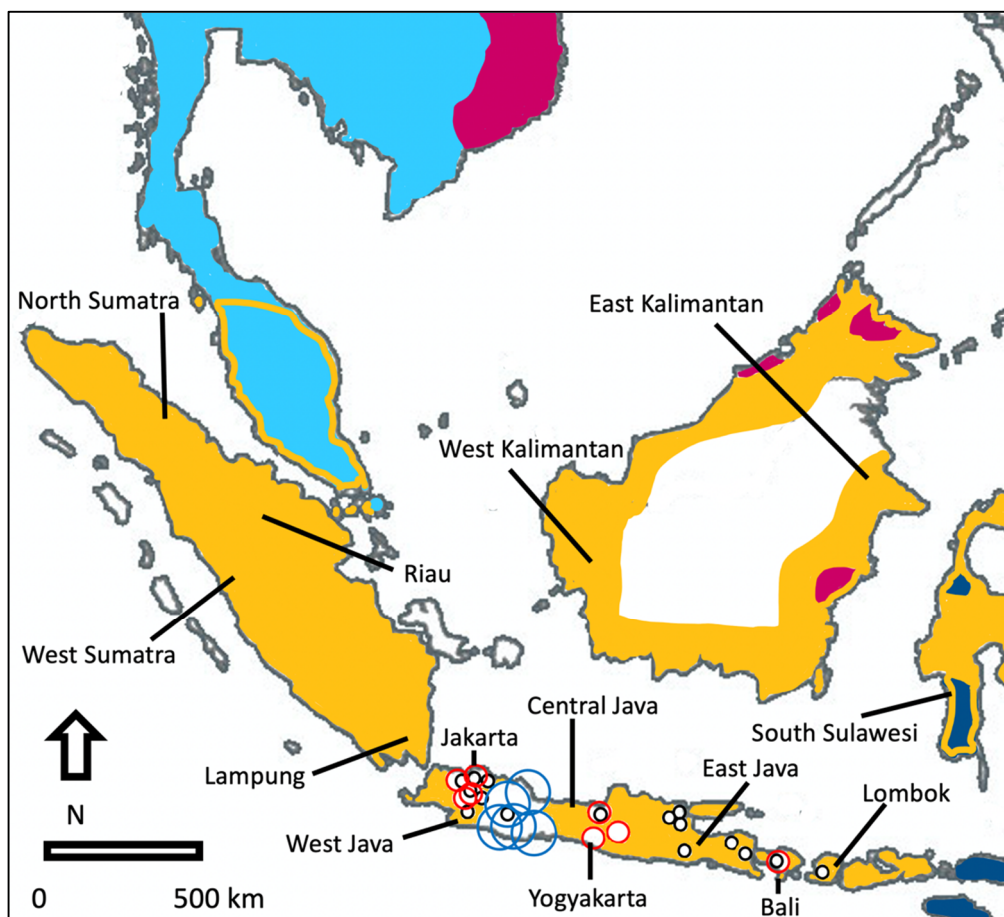 North Sumatra
East Kalimantan
West Kalimantan
Riau
West Sumatra
Central Java
South Sulawesi
Jakarta
East Java
Lampung
Lombok
N
West Java
0
500 km
Yogyakarta
Bali